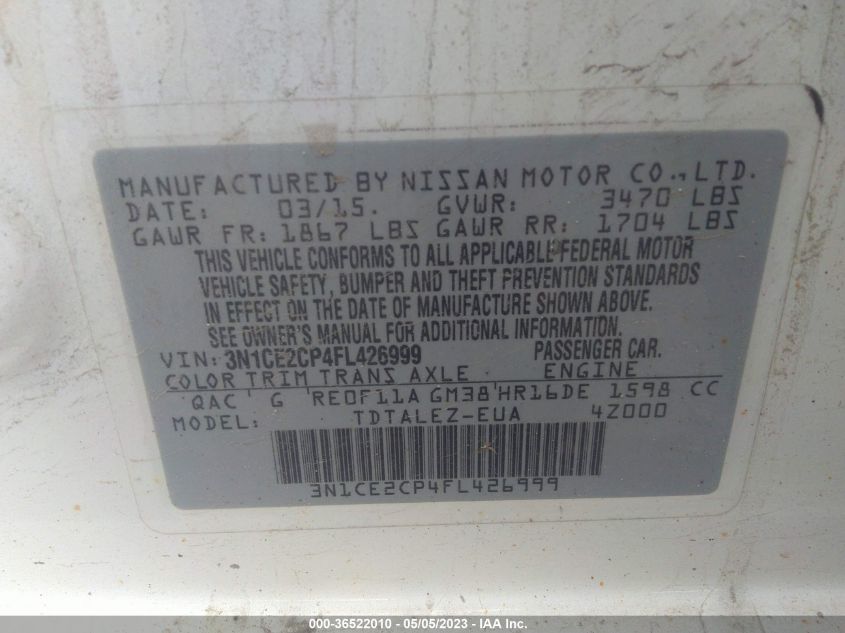 MANUFACTURED BY NISSAN MOTOR CO., LTD.
DATE: 03/15. GVWR: 3470 LBS
GAWR FR: 1867 LBS GAWR RR: 1704 LBS
THIS VEHICLE CONFORMS TO ALL APPLICABLE FEDERAL MOTOR
VEHICLE SAFETY, BUMPER AND THEFT PREVENTION STANDARDS
IN EFFECT ON THE DATE OF MANUFACTURE SHOWN ABOVE.
SEE OWNER'S MANUAL FOR ADDITIONAL INFORMATION.
VIN: 3N1CE2CP4FL426999 PASSENGER CAR.
COLOR TRIM TRANS AXLE ENGINE
QAC' G 'RE0F11A GM38'HR16DE 1598 CC
MODEL: TDTALEZ-EUA 4Z000
3N1CE2CP4FL426999
000-36522010 - 05/05/2023 - IMPACT AUCTIONS/IAAI, INC.